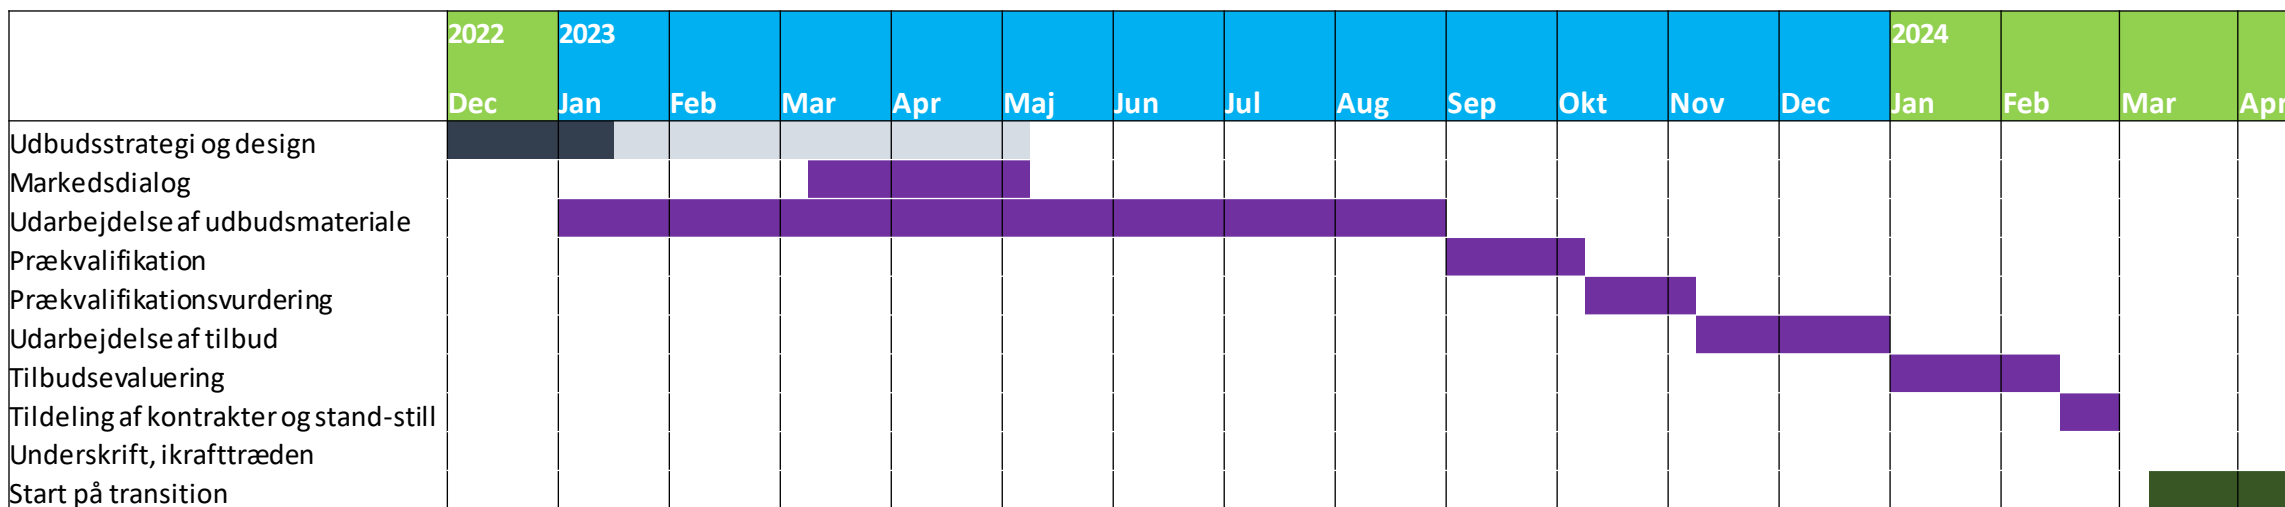 2022 2023 2024
Dec Jan Feb Mar Apr Maj Jun Jul Aug Sep Okt Nov Dec Jan Feb Mar Apr
Udbudsstrategi og design
Markedsdialog
Udarbejdelse af udbudsmateriale
Prækvalifikation
Prækvalifikationsvurdering
Udarbejdelse af tilbud
Tilbudsevaluering
Tildeling af kontrakter og stand-still
Underskrift, ikrafttræden
Start på transition